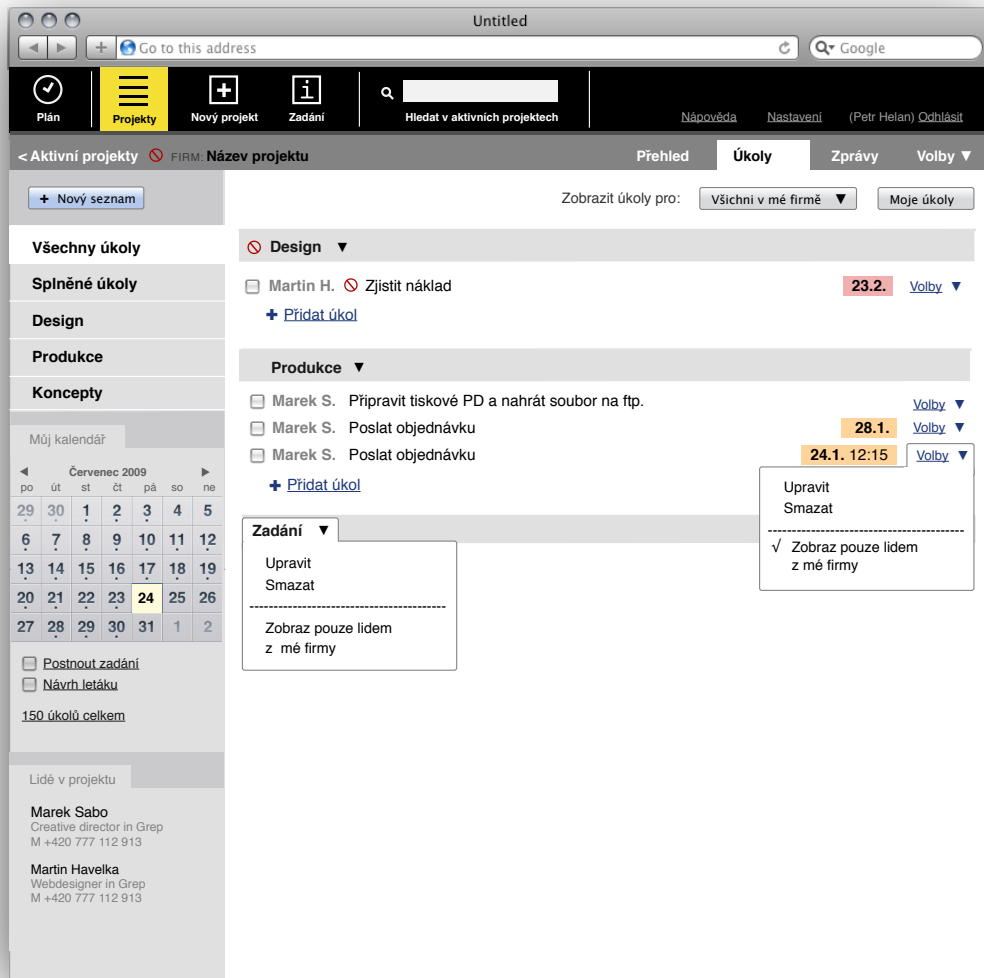 Untitled
Go to this address
Google
Plán
Projekty
Nový projekt
Zadání
Hledat v aktivních projektech
Nápověda
Nastavení
(Petr Helan) Odhlásit
< Aktivní projekty FIRM: Název projektu
Přehled
Úkoly
Zprávy
Volby ▼
+ Nový seznam
Zobrazit úkoly pro:
Všichni v mé firmě ▼
Moje úkoly
Všechny úkoly
Splněné úkoly
Design
Produkce
Koncepty
Design ▼
Martin H. Zjistit náklad 23.2. Volby ▼
+ Přidat úkol
Produkce ▼
Marek S. Připravit tiskové PD a nahrát soubor na ftp. Volby ▼
Marek S. Poslat objednávku 28.1. Volby ▼
Marek S. Poslat objednávku 24.1. 12:15 Volby ▼
+ Přidat úkol
Upravit
Smazat
√ Zobraz pouze lidem
z mé firmy
Zadání ▼
Upravit
Smazat
Zobraz pouze lidem
z mé firmy
Můj kalendář
◀ Červenec 2009 ▶
po út st čt pá so ne
29 30 1 2 3 4 5
6 7 8 9 10 11 12
13 14 15 16 17 18 19
20 21 22 23 24 25 26
27 28 29 30 31 1 2
Postnout zadání
Návrh letáku
150 úkolů celkem
Lidé v projektu
Marek Sabo
Creative director in Grep
M +420 777 112 913
Martin Havelka
Webdesigner in Grep
M +420 777 112 913